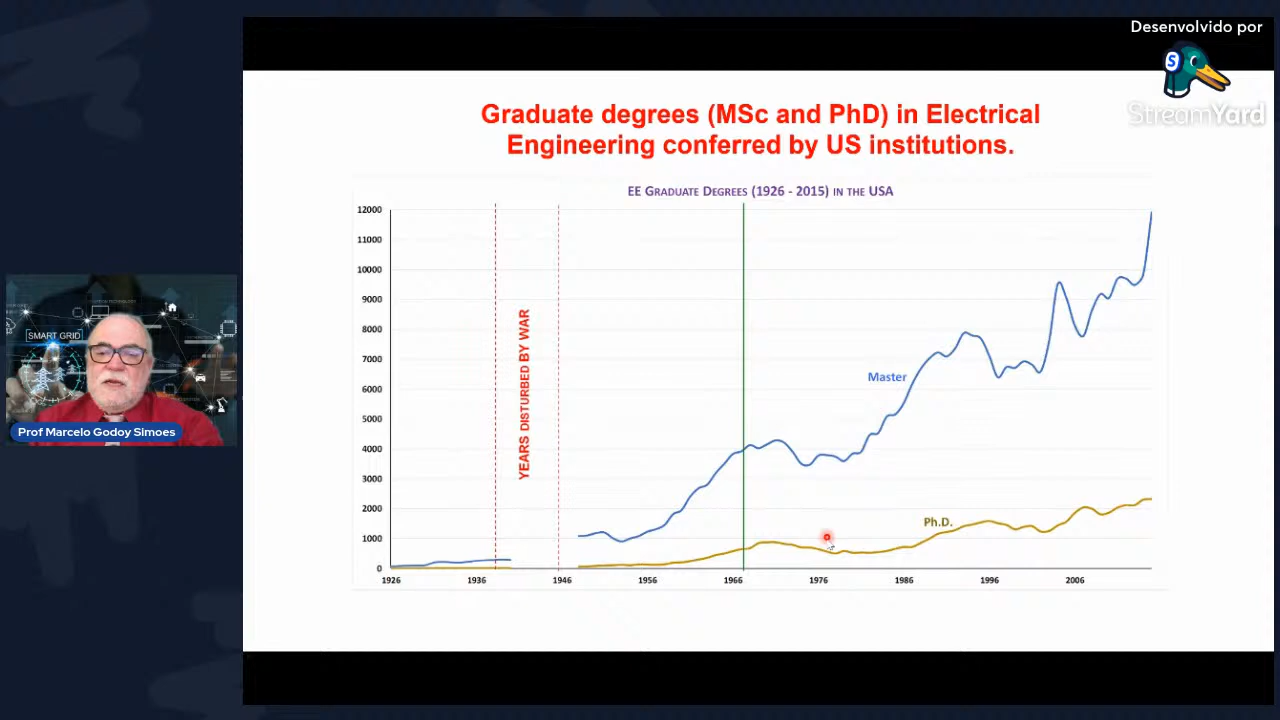 Desenvolvido por
StreamYard
Graduate degrees (MSc and PhD) in Electrical
Engineering conferred by US institutions.
EE GRADUATE DEGREES (1926 - 2015) IN THE USA
12000
11000
10000
9000
8000
7000
6000
5000
4000
3000
2000
1000
0
YEARS DISTURBED BY WAR
Master
Ph.D.
1926 1936 1946 1956 1966 1976 1986 1996 2006
SMART GRID
Prof Marcelo Godoy Simoes